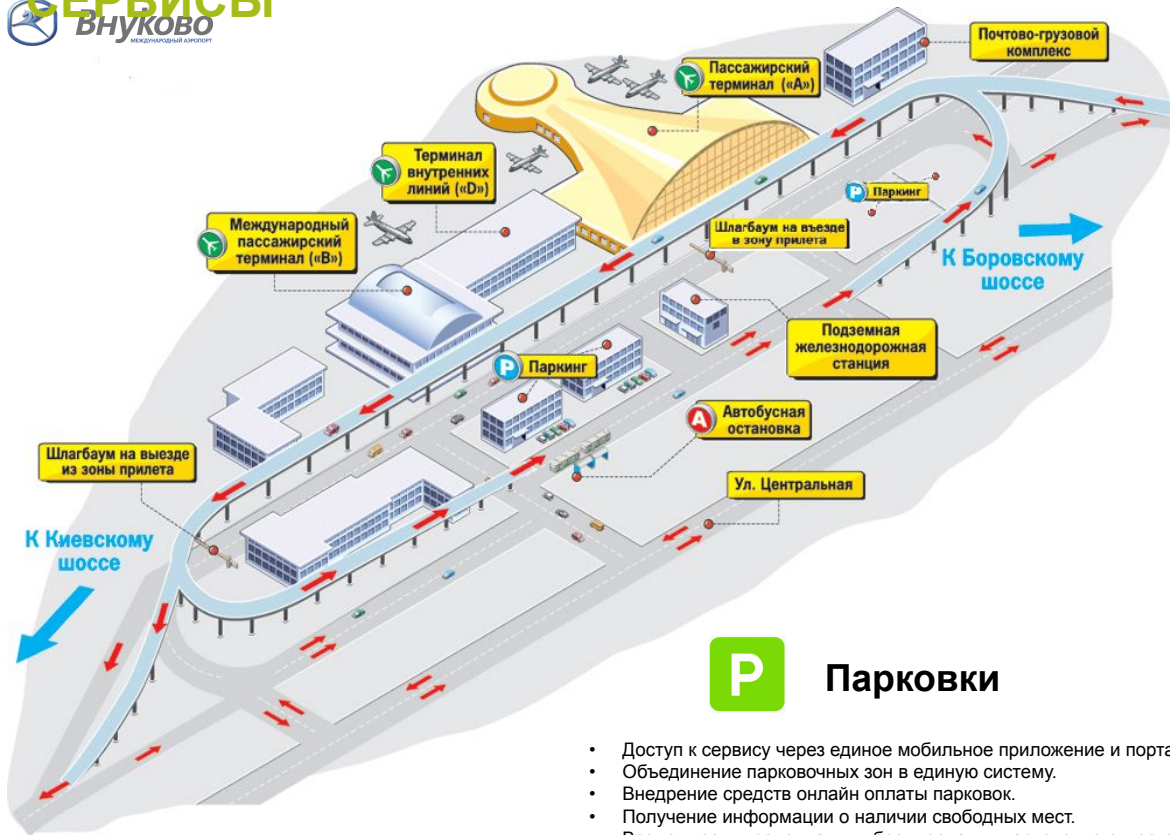 СЕРВИСЫ
Внуково
МЕЖДУНАРОДНЫЙ АЭРОПОРТ
Почтово-грузовой
комплекс
Пассажирский
терминал («А»)
Терминал
внутренних
линий («D»)
P Паркинг
Международный
пассажирский
терминал («В»)
Шлагбаум на въезде
в зону прилета
К Боровскому
шоссе
Подземная
железнодорожная
станция
P Паркинг
А Автобусная
остановка
Шлагбаум на выезде
из зоны прилета
Ул. Центральная
К Киевскому
шоссе
P Парковки
• Доступ к сервису через единое мобильное приложение и порта
• Объединение парковочных зон в единую систему.
• Внедрение средств онлайн оплаты парковок.
• Получение информации о наличии свободных мест.